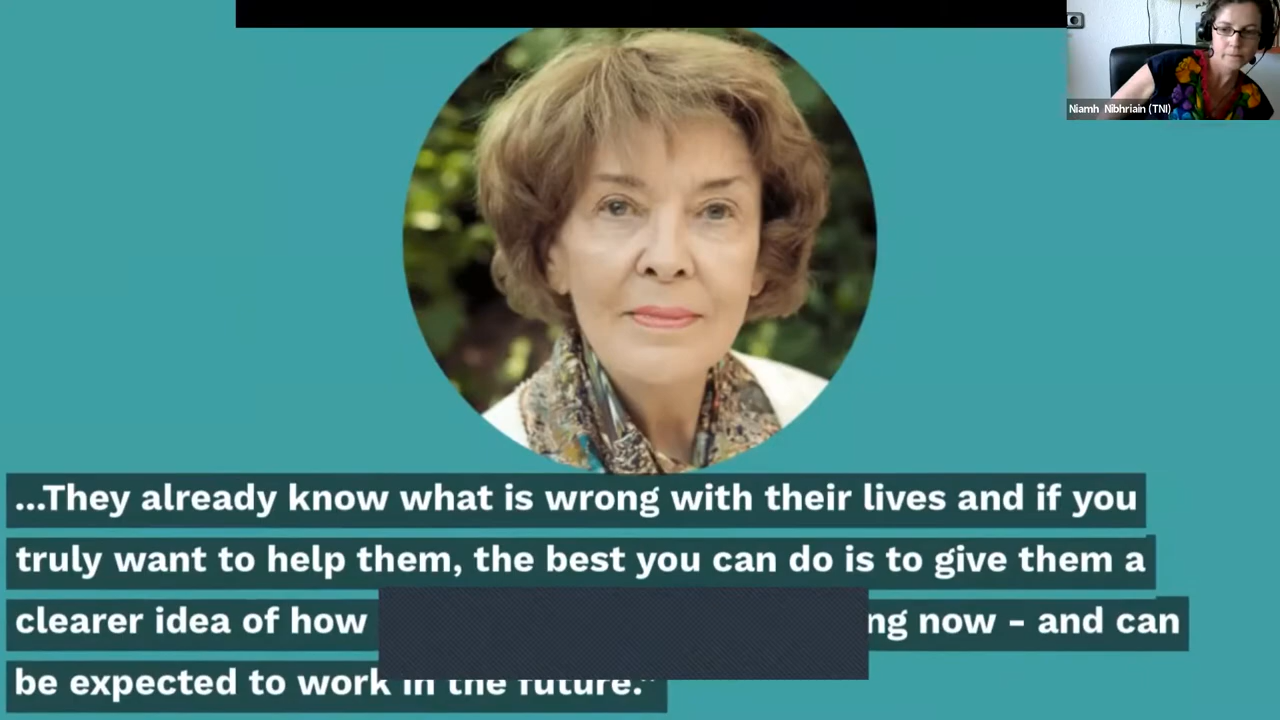 Niamh Nibhriain (TNI)
...They already know what is wrong with their lives and if you
truly want to help them, the best you can do is to give them a
clearer idea of how now - and can
be expected to work in the future.”